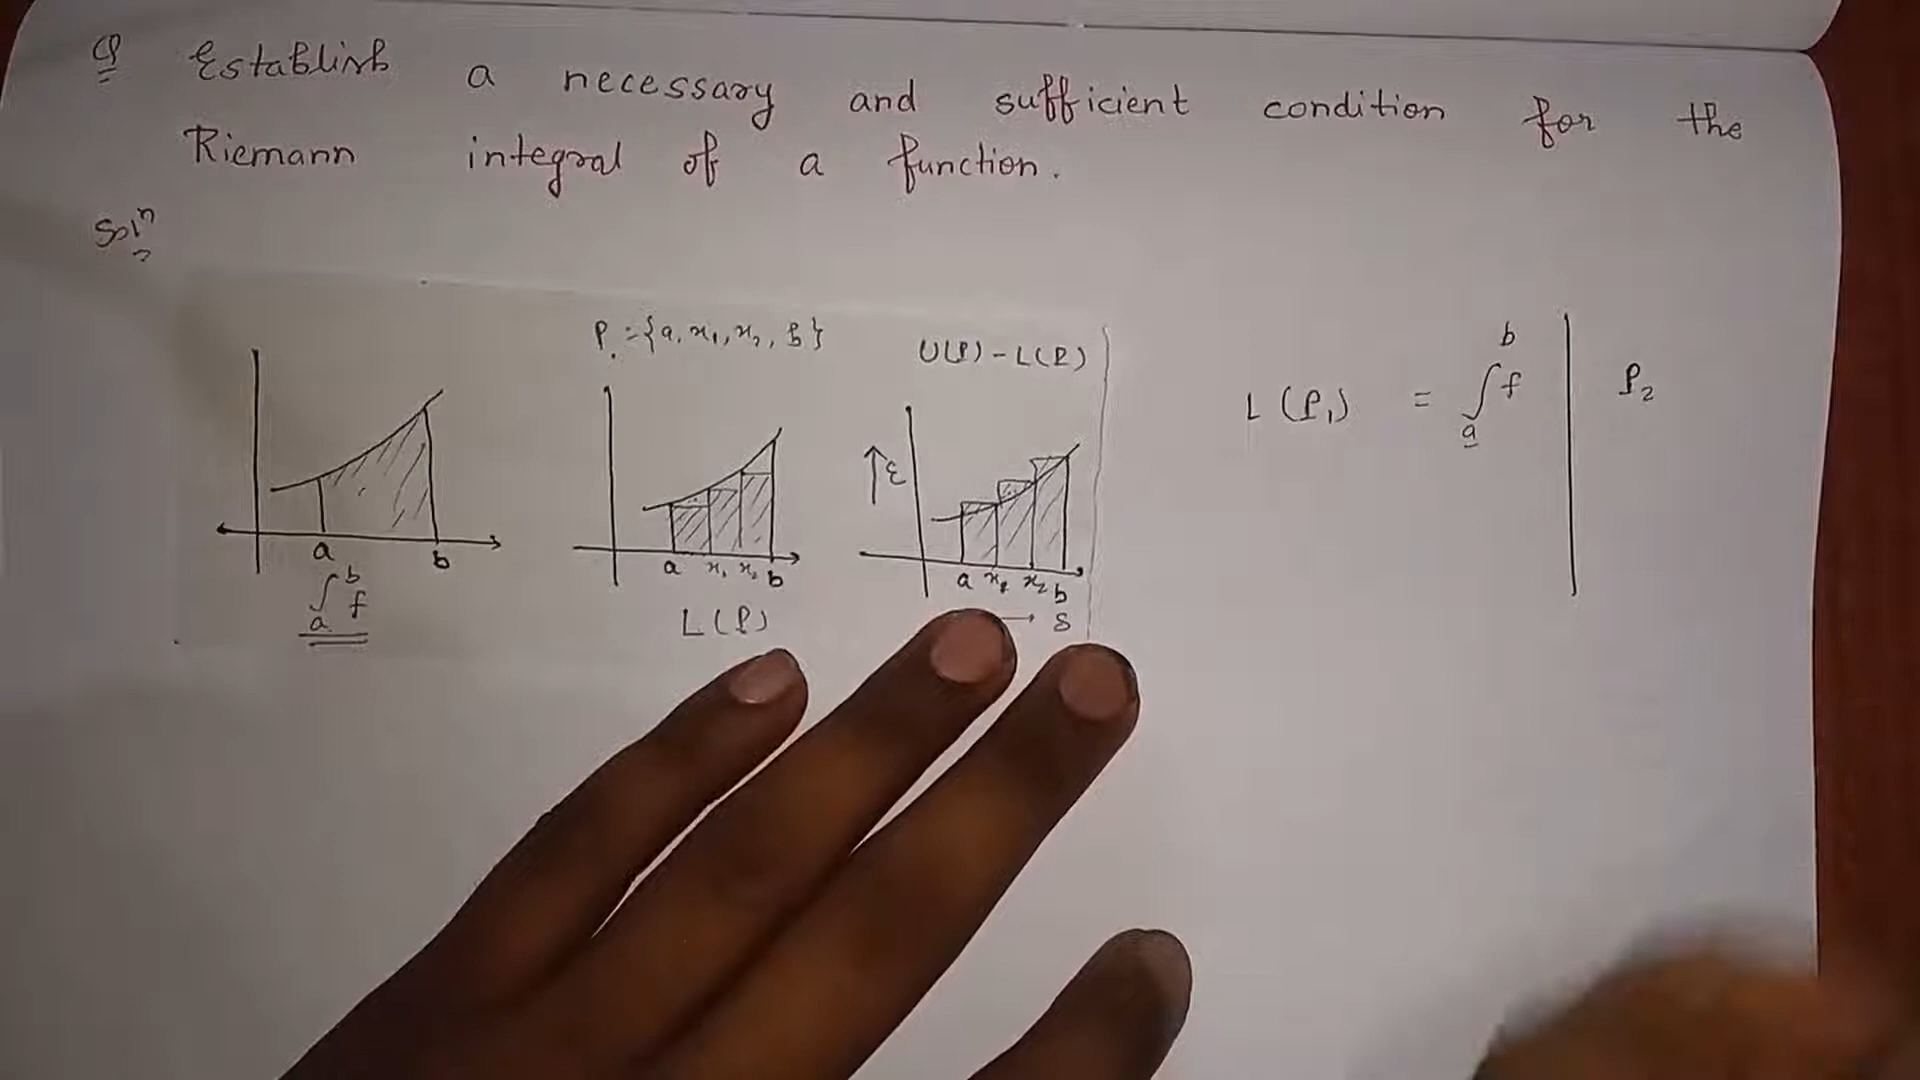 Q Establish a necessary and sufficient condition for the
Riemann integral of a function.
Solⁿ
P = {a, x₁, x₂, b}
U(P) - L(P)
a b
∫ₐᵇ f
a x₁ x₂ b
L(P)
↑ε
a x₁ x₂ b
→ δ
L (P₁) = ∫ₐᵇ f
P₂